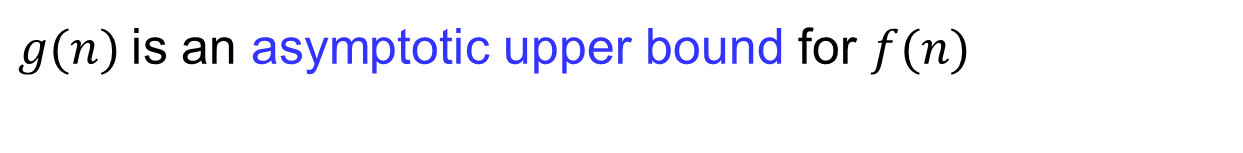 g(n) is an asymptotic upper bound for f(n)